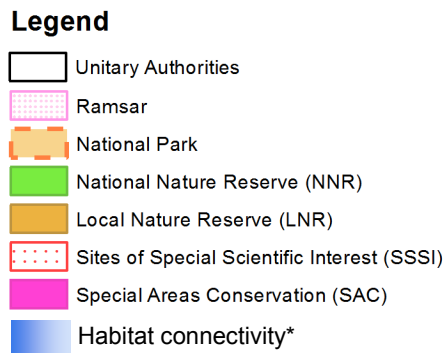 Legend
Unitary Authorities
Ramsar
National Park
National Nature Reserve (NNR)
Local Nature Reserve (LNR)
Sites of Special Scientific Interest (SSSI)
Special Areas Conservation (SAC)
Habitat connectivity*